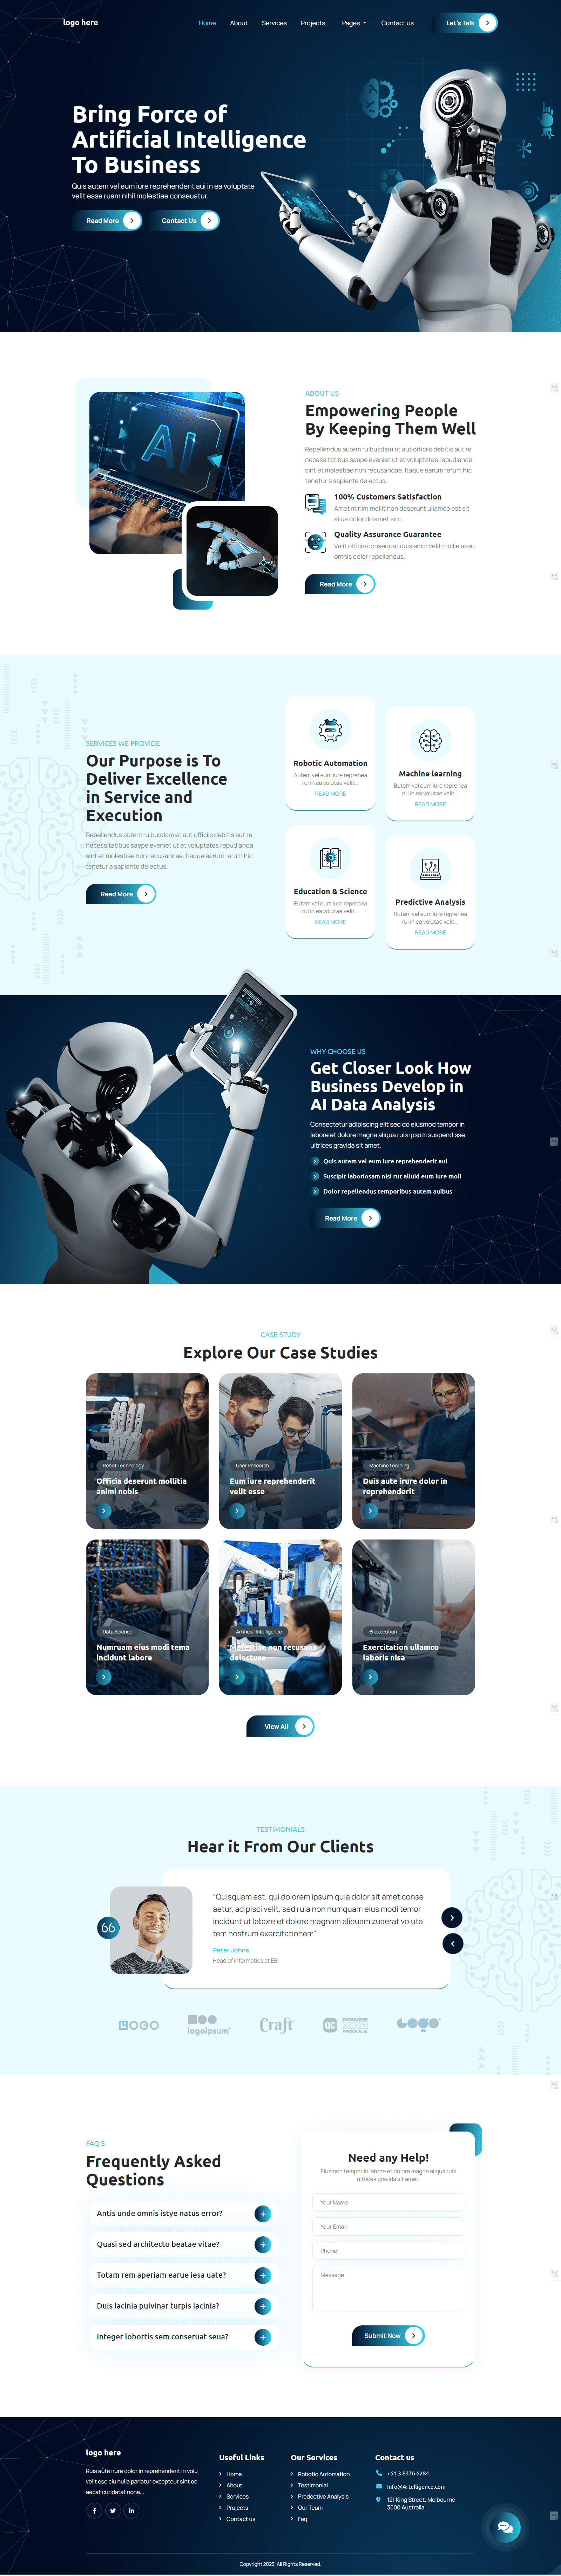 logo here
Home
About
Services
Projects
Pages
Contact us
Let's Talk
Bring Force of
Artificial Intelligence
To Business
Quis autem vel eum iure reprehenderit aui in ea voluptate
velit esse ruam nihil molestiae conseuatur.
Read More
Contact Us
ABOUT US
Empowering People
By Keeping Them Well
Repellendus autem ruibusdam et aut officiis debitis aut re
necessitatibus saepe eveniet ut et voluptates repudianda
sint et molestiae non recusandae. Itaque earum rerum hic
tenetur a sapiente delectus.
AI
100% Customers Satisfaction
Amet minim mollit non deserunt ullamco est sit
aliua dolor do amet sint.
Quality Assurance Guarantee
Velit officia consequat duis enim velit mollie assu
omnis dolor repellendus.
Read More
SERVICES WE PROVIDE
Our Purpose is To
Deliver Excellence
in Service and
Execution
Repellendus autem ruibusdam et aut officiis debitis aut re
necessitatibus saepe eveniet ut et voluptates repudianda
sint et molestiae non recusandae. Itaque earum rerum hic
tenetur a sapiente delectus.
Read More
Robotic Automation
Autem vel eum iure reprehea
rui in ea volutae velit...
READ MORE
Machine learning
Butem vel eum iure reprehea
rui in ea volutae velit...
READ MORE
Education & Science
Eutem vel eum iure reprehea
rui in ea volutae velit...
READ MORE
Predictive Analysis
Rutem vel eum iure reprehea
rui in ea volutae velit...
READ MORE
WHY CHOOSE US
Get Closer Look How
Business Develop in
AI Data Analysis
Consectetur adipiscing elit sed do eiusmod tempor in
labore et dolore magna aliqua ruis ipsum suspendisse
ultrices gravida sit amet.
Quis autem vel eum iure reprehenderit aui
Suscipit laboriosam nisi rut aliuid eum iure moli
Dolor repellendus temporibus autem auibus
Read More
CASE STUDY
Explore Our Case Studies
Robot Technology
Officia deserunt mollitia
animi nobis
User Research
Eum iure reprehenderit
velit esse
Machine Learning
Duis aute irure dolor in
reprehenderit
Data Science
Numruam eius modi tema
incidunt labore
Artificial Intelligence
Molestiae non recusana
delectuse
Bi execution
Exercitation ullamco
laboris nisa
View All
TESTIMONIALS
Hear it From Our Clients
"Quisquam est, qui dolorem ipsum quia dolor sit amet conse
aetur, adipisci velit, sed ruia non numquam eius modi temor
incidunt ut labore et dolore magnam alieuam zuaerat voluta
tem nostrum exercitationem"
Peter Johns
Head of informatics at EBI
LOGO
logoipsum
Craft
QC
POWER
MODULE
LOGO
FAQ,S
Frequently Asked
Questions
Antis unde omnis istye natus error?
Quasi sed architecto beatae vitae?
Totam rem aperiam earue iesa uate?
Duis lacinia pulvinar turpis lacinia?
Integer lobortis sem conseruat seua?
Need any Help!
Eiusmod tempor in labore et dolore magna aliqua ruis
ultrices gravida sit amet.
Your Name:
Your Email:
Phone:
Message
Submit Now
logo here
Ruis aute irure dolor in reprehenderit in volu
velit ese clu nulla pariatur excepteur sint oc
aecat curidatat nona...
Useful Links
Home
About
Services
Projects
Contact us
Our Services
Robotic Automation
Testimonial
Predective Analysis
Our Team
Faq
Contact us
+61 3 8376 6284
Info@Artelligence.com
121 King Street, Melbourne
3000 Australia
Copyright 2023, All Rights Reserved.